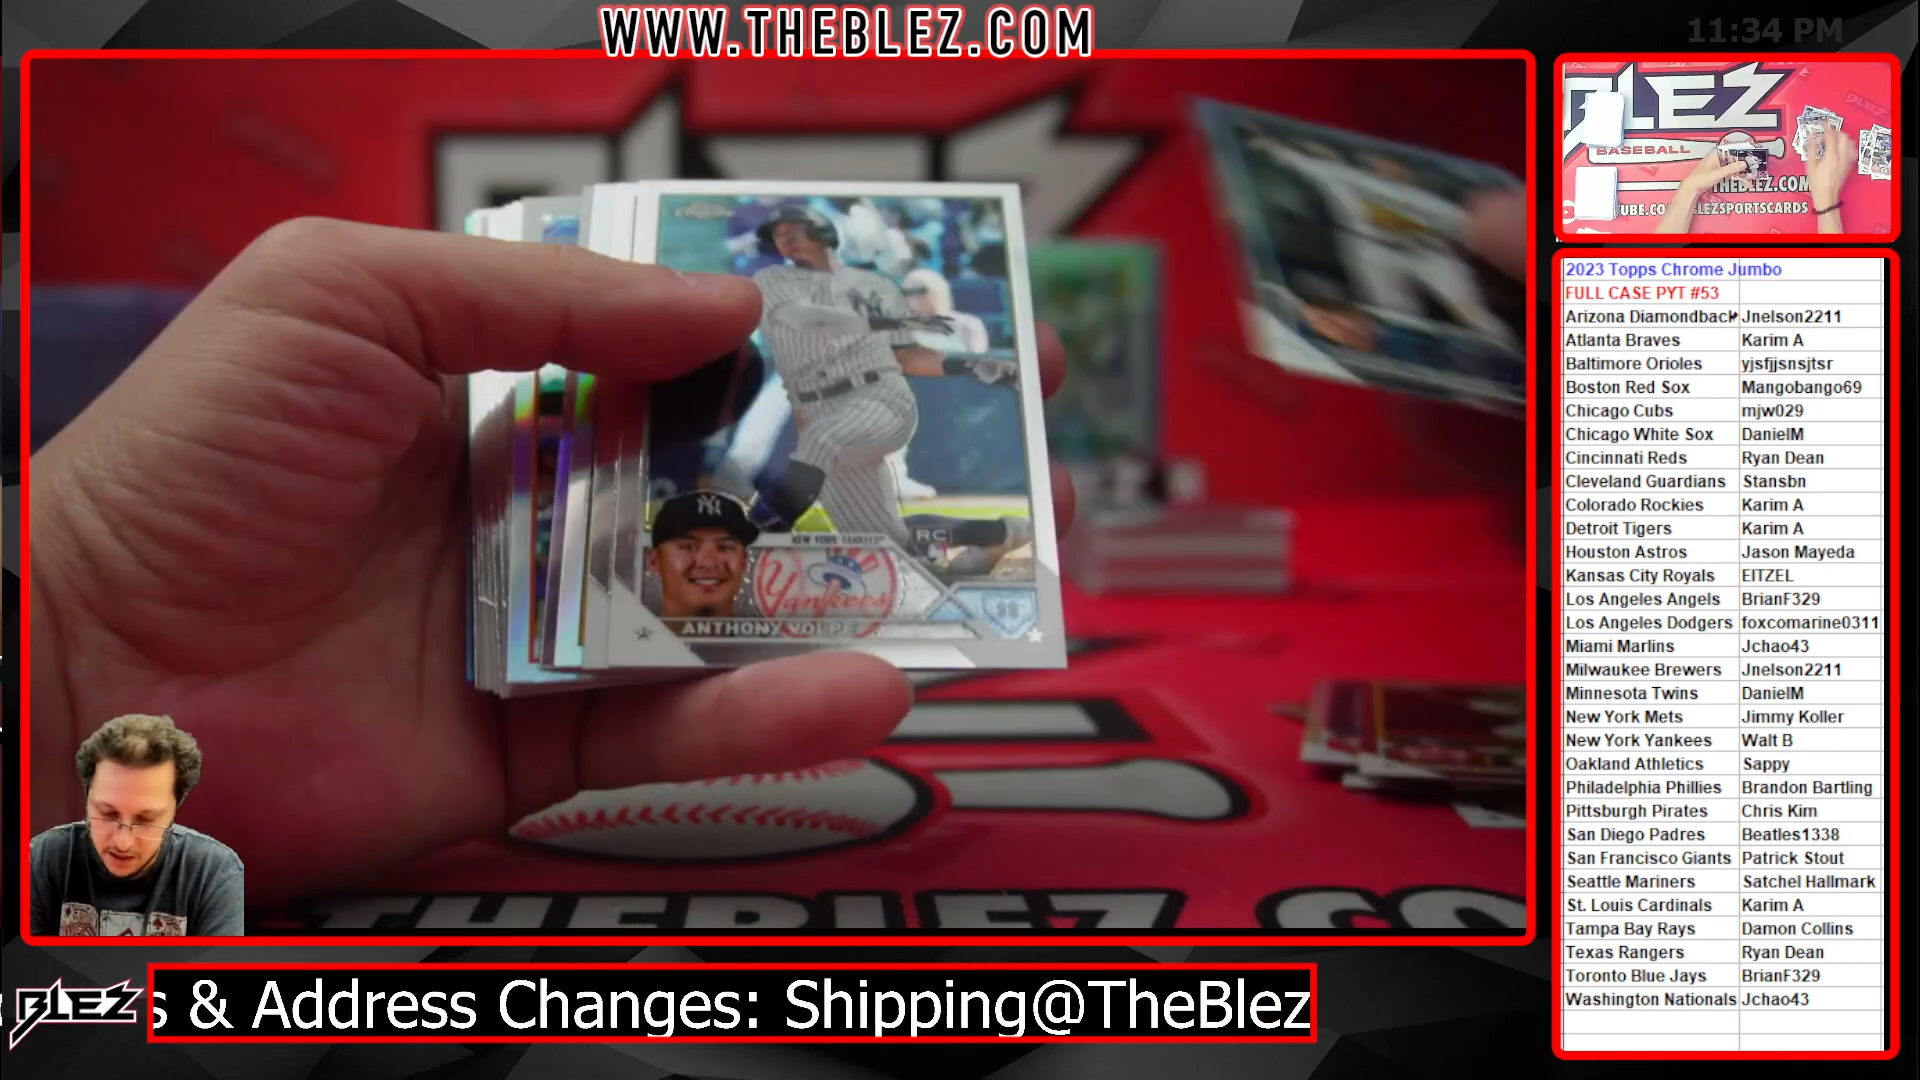 WWW.THEBLEZ.COM
11:34 PM
BLEZ
BASEBALL
THEBLEZ.COM
2023 Topps Chrome Jumbo
FULL CASE PYT #53
Arizona Diamondback Jnelson2211
Atlanta Braves Karim A
Baltimore Orioles yjsfjjsnsjtsr
Boston Red Sox Mangobango69
Chicago Cubs mjw029
Chicago White Sox DanielM
Cincinnati Reds Ryan Dean
Cleveland Guardians Stansbn
Colorado Rockies Karim A
Detroit Tigers Karim A
Houston Astros Jason Mayeda
Kansas City Royals EITZEL
Los Angeles Angels BrianF329
Los Angeles Dodgers foxcomarine0311
Miami Marlins Jchao43
Milwaukee Brewers Jnelson2211
Minnesota Twins DanielM
New York Mets Jimmy Koller
New York Yankees Walt B
Oakland Athletics Sappy
Philadelphia Phillies Brandon Bartling
Pittsburgh Pirates Chris Kim
San Diego Padres Beatles1338
San Francisco Giants Patrick Stout
Seattle Mariners Satchel Hallmark
St. Louis Cardinals Karim A
Tampa Bay Rays Damon Collins
Texas Rangers Ryan Dean
Toronto Blue Jays BrianF329
Washington Nationals Jchao43
Chrome
NEW YORK YANKEES
RC
Yankees
ANTHONY VOLPE
THEBLEZ.CO
BLEZ
s & Address Changes: Shipping@TheBlez